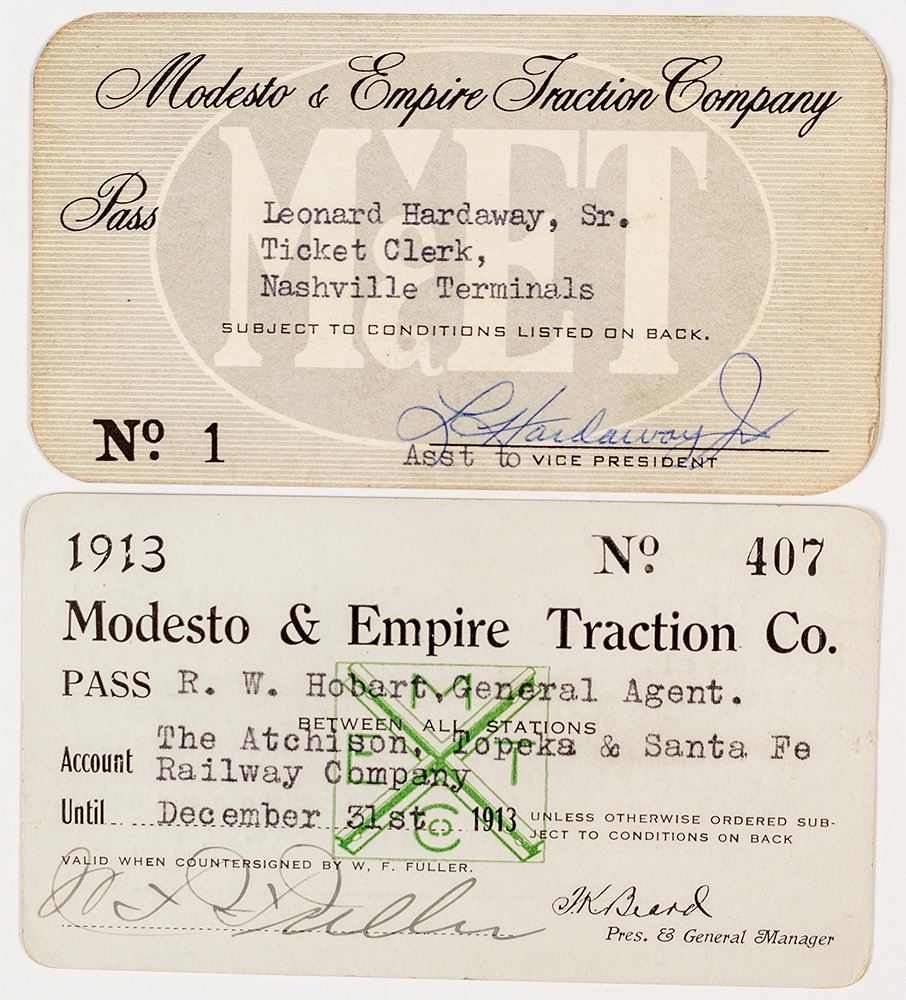 Modesto & Empire Traction Company
M&ET
Pass
Leonard Hardaway, Sr.
Ticket Clerk,
Nashville Terminals
SUBJECT TO CONDITIONS LISTED ON BACK.
L Hardaway Jr
Nº 1
Asst to VICE PRESIDENT
1913 Nº 407
Modesto & Empire Traction Co.
PASS R. W. Hobart, General Agent.
BETWEEN ALL STATIONS
Account The Atchison, Topeka & Santa Fe
Railway Company
M
E T
Co
Until December 31st 1913 UNLESS OTHERWISE ORDERED SUB-
JECT TO CONDITIONS ON BACK
VALID WHEN COUNTERSIGNED BY W. F. FULLER.
W F Fuller
T K Beard
Pres. & General Manager